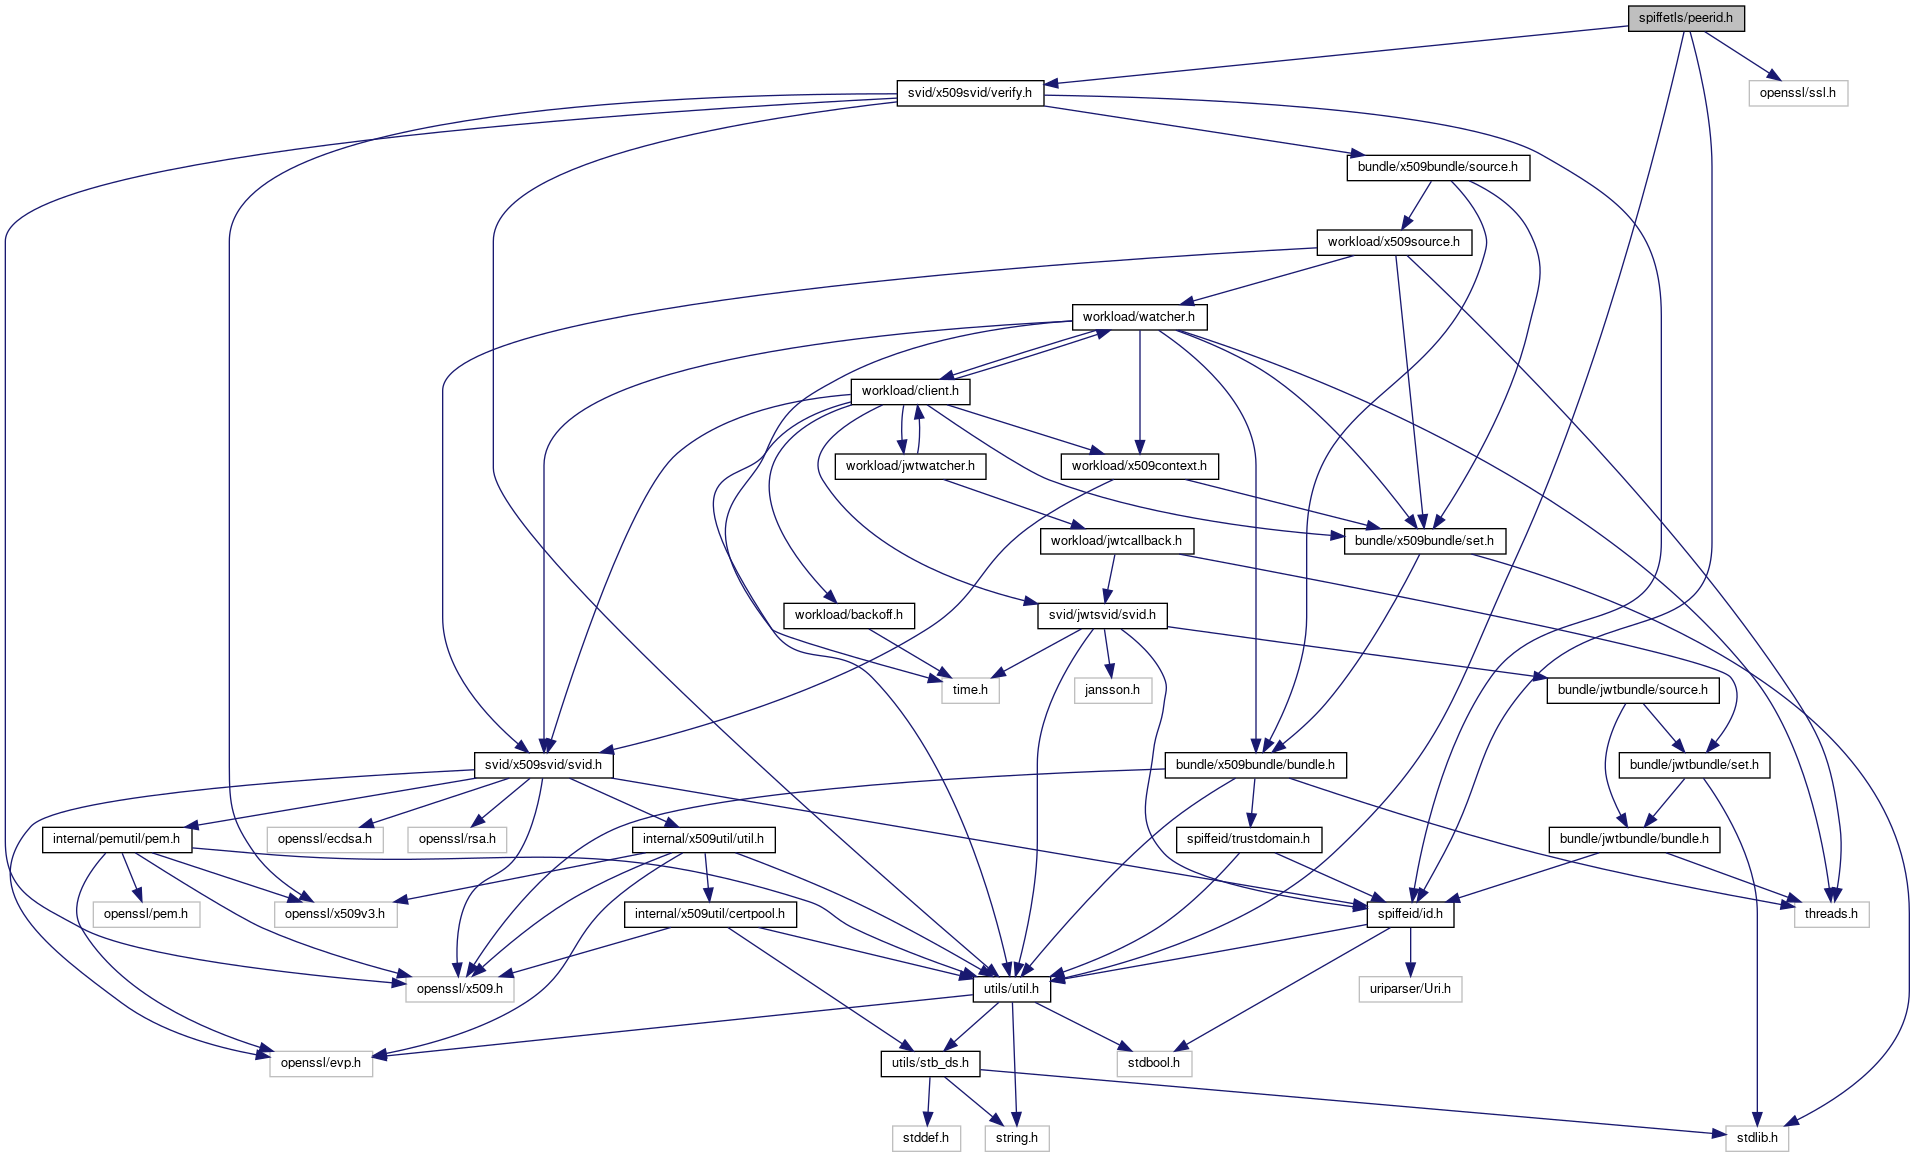 spiffetls/peerid.h
svid/x509svid/verify.h
openssl/ssl.h
bundle/x509bundle/source.h
workload/x509source.h
workload/watcher.h
workload/client.h
workload/jwtwatcher.h
workload/x509context.h
workload/jwtcallback.h
bundle/x509bundle/set.h
workload/backoff.h
svid/jwtsvid/svid.h
time.h
jansson.h
bundle/jwtbundle/source.h
svid/x509svid/svid.h
bundle/x509bundle/bundle.h
bundle/jwtbundle/set.h
internal/pemutil/pem.h
openssl/ecdsa.h
openssl/rsa.h
internal/x509util/util.h
spiffeid/trustdomain.h
bundle/jwtbundle/bundle.h
openssl/pem.h
openssl/x509v3.h
internal/x509util/certpool.h
spiffeid/id.h
threads.h
openssl/x509.h
utils/util.h
uriparser/Uri.h
openssl/evp.h
utils/stb_ds.h
stdbool.h
stddef.h
string.h
stdlib.h